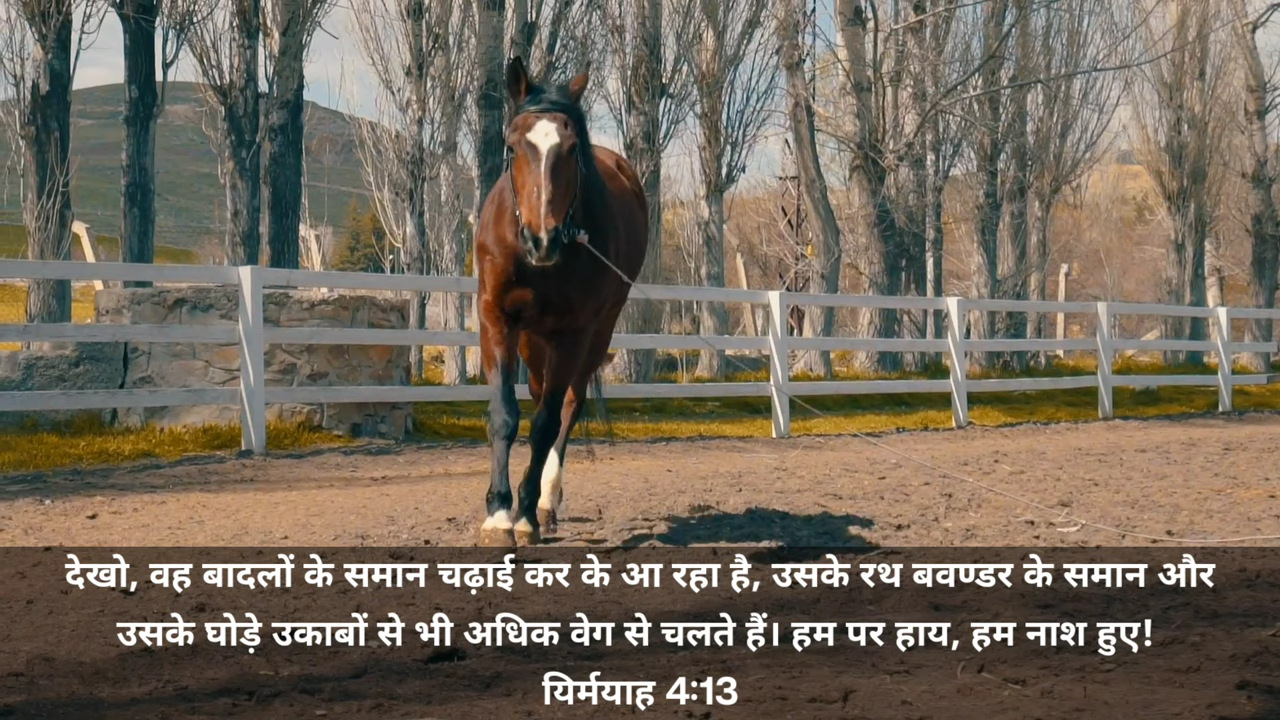 देखो, वह बादलों के समान चढ़ाई कर के आ रहा है, उसके रथ बवण्डर के समान और
उसके घोड़े उकाबों से भी अधिक वेग से चलते हैं। हम पर हाय, हम नाश हुए!
यिर्मयाह 4:13